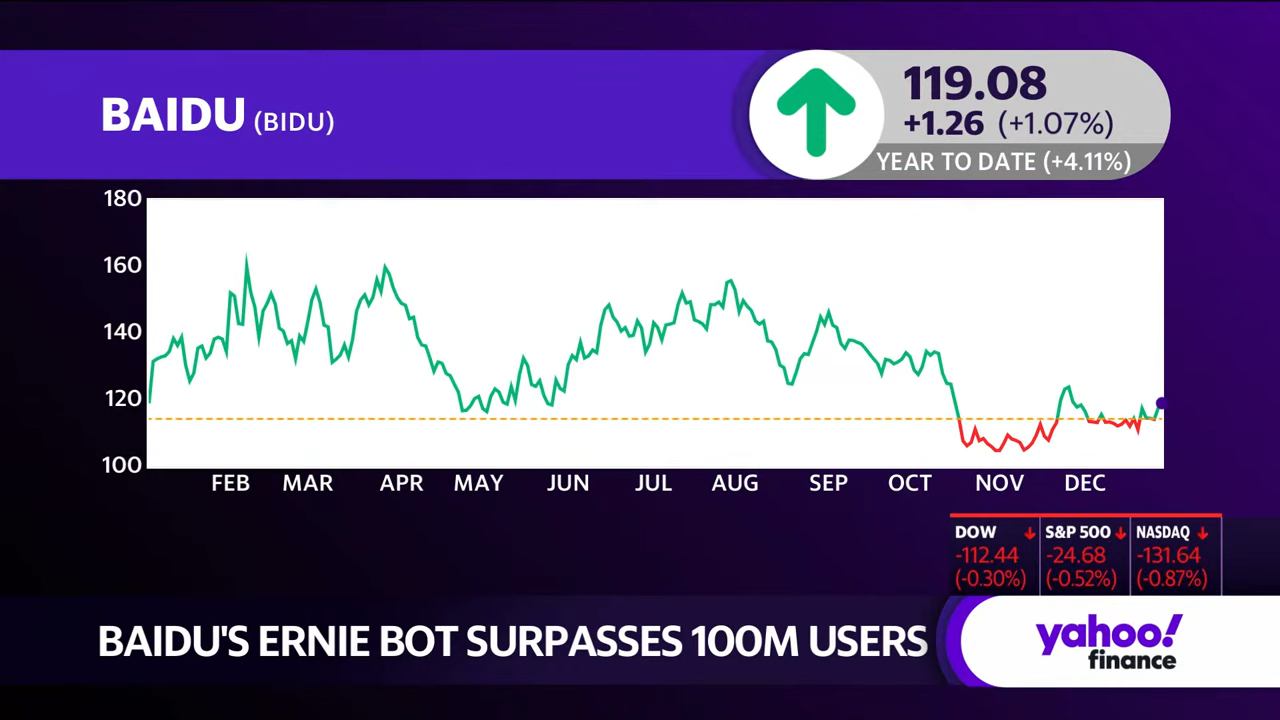 BAIDU (BIDU)
119.08
+1.26 (+1.07%)
YEAR TO DATE (+4.11%)
180
160
140
120
100
FEB MAR APR MAY JUN JUL AUG SEP OCT NOV DEC
DOW S&P 500 NASDAQ
-112.44 -24.68 -131.64
(-0.30%) (-0.52%) (-0.87%)
BAIDU'S ERNIE BOT SURPASSES 100M USERS
yahoo!
finance